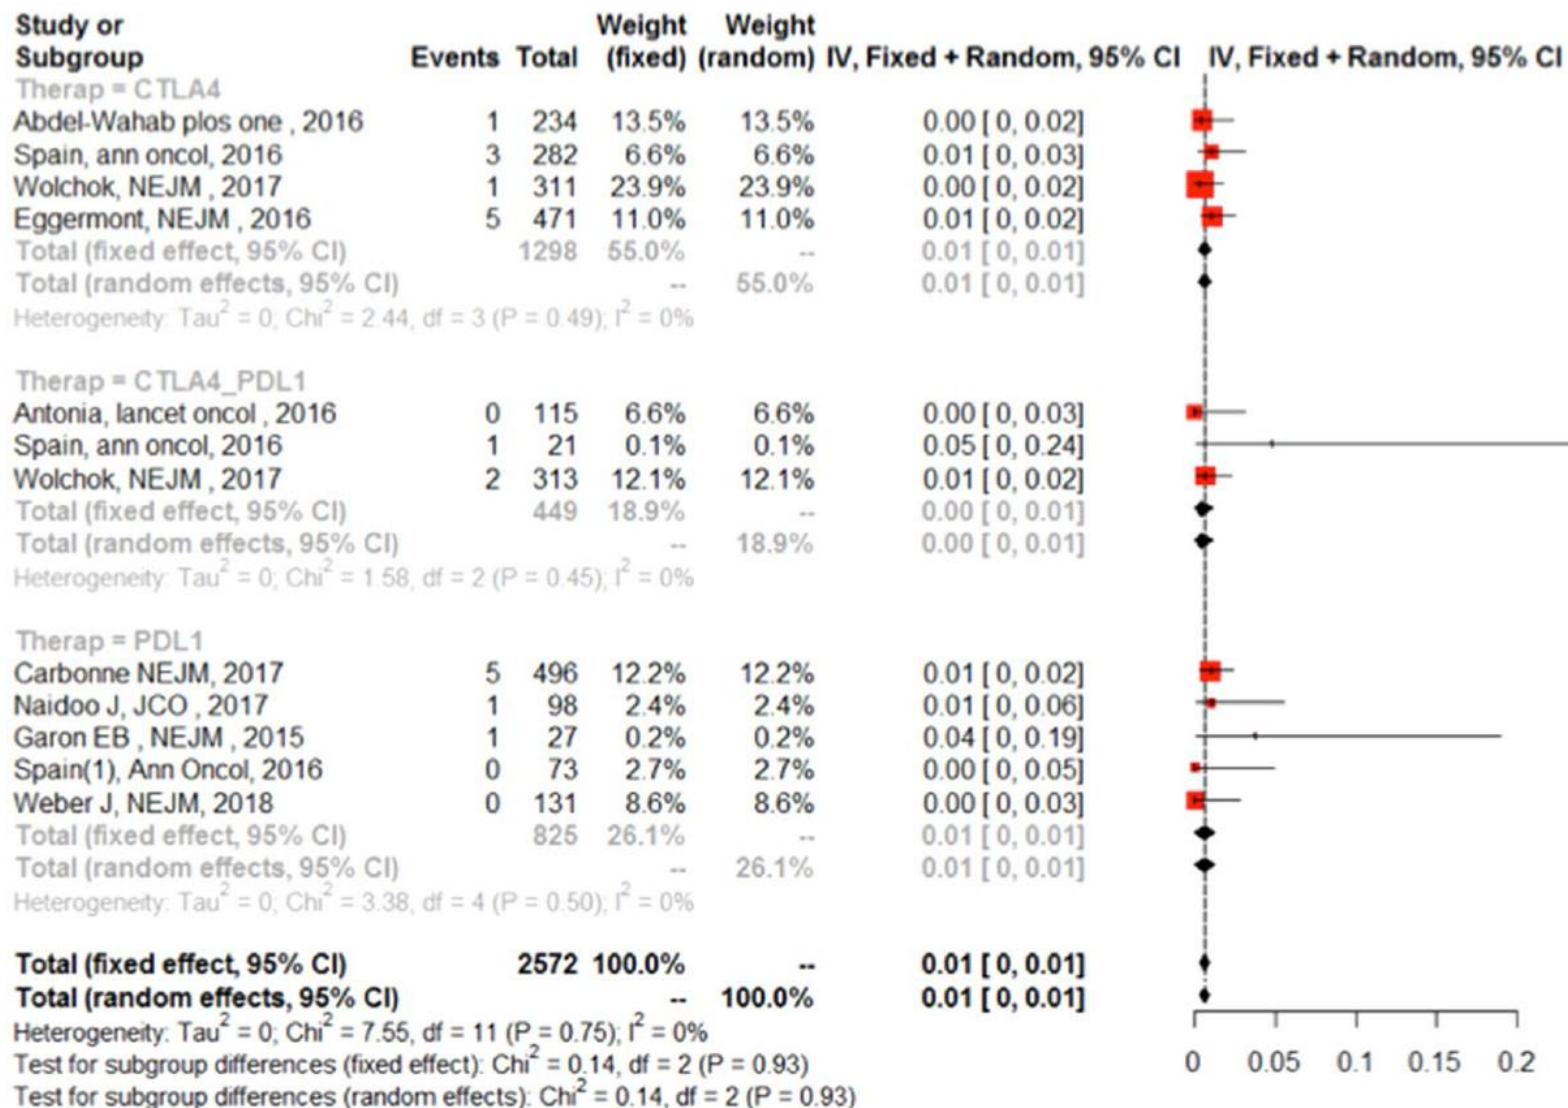 Study or Weight Weight
Subgroup Events Total (fixed) (random) IV, Fixed + Random, 95% CI IV, Fixed + Random, 95% CI
Therap = CTLA4
Abdel-Wahab plos one , 2016 1 234 13.5% 13.5% 0.00 [ 0, 0.02]
Spain, ann oncol, 2016 3 282 6.6% 6.6% 0.01 [ 0, 0.03]
Wolchok, NEJM , 2017 1 311 23.9% 23.9% 0.00 [ 0, 0.02]
Eggermont, NEJM , 2016 5 471 11.0% 11.0% 0.01 [ 0, 0.02]
Total (fixed effect, 95% CI) 1298 55.0% -- 0.01 [ 0, 0.01]
Total (random effects, 95% CI) -- 55.0% 0.01 [ 0, 0.01]
Heterogeneity: Tau² = 0; Chi² = 2.44, df = 3 (P = 0.49); I² = 0%
Therap = CTLA4_PDL1
Antonia, lancet oncol , 2016 0 115 6.6% 6.6% 0.00 [ 0, 0.03]
Spain, ann oncol, 2016 1 21 0.1% 0.1% 0.05 [ 0, 0.24]
Wolchok, NEJM , 2017 2 313 12.1% 12.1% 0.01 [ 0, 0.02]
Total (fixed effect, 95% CI) 449 18.9% -- 0.00 [ 0, 0.01]
Total (random effects, 95% CI) -- 18.9% 0.00 [ 0, 0.01]
Heterogeneity: Tau² = 0; Chi² = 1.58, df = 2 (P = 0.45); I² = 0%
Therap = PDL1
Carbonne NEJM, 2017 5 496 12.2% 12.2% 0.01 [ 0, 0.02]
Naidoo J, JCO , 2017 1 98 2.4% 2.4% 0.01 [ 0, 0.06]
Garon EB , NEJM , 2015 1 27 0.2% 0.2% 0.04 [ 0, 0.19]
Spain(1), Ann Oncol, 2016 0 73 2.7% 2.7% 0.00 [ 0, 0.05]
Weber J, NEJM, 2018 0 131 8.6% 8.6% 0.00 [ 0, 0.03]
Total (fixed effect, 95% CI) 825 26.1% -- 0.01 [ 0, 0.01]
Total (random effects, 95% CI) -- 26.1% 0.01 [ 0, 0.01]
Heterogeneity: Tau² = 0; Chi² = 3.38, df = 4 (P = 0.50); I² = 0%
Total (fixed effect, 95% CI) 2572 100.0% -- 0.01 [ 0, 0.01]
Total (random effects, 95% CI) -- 100.0% 0.01 [ 0, 0.01]
Heterogeneity: Tau² = 0; Chi² = 7.55, df = 11 (P = 0.75); I² = 0%
Test for subgroup differences (fixed effect): Chi² = 0.14, df = 2 (P = 0.93)
Test for subgroup differences (random effects): Chi² = 0.14, df = 2 (P = 0.93)
0 0.05 0.1 0.15 0.2